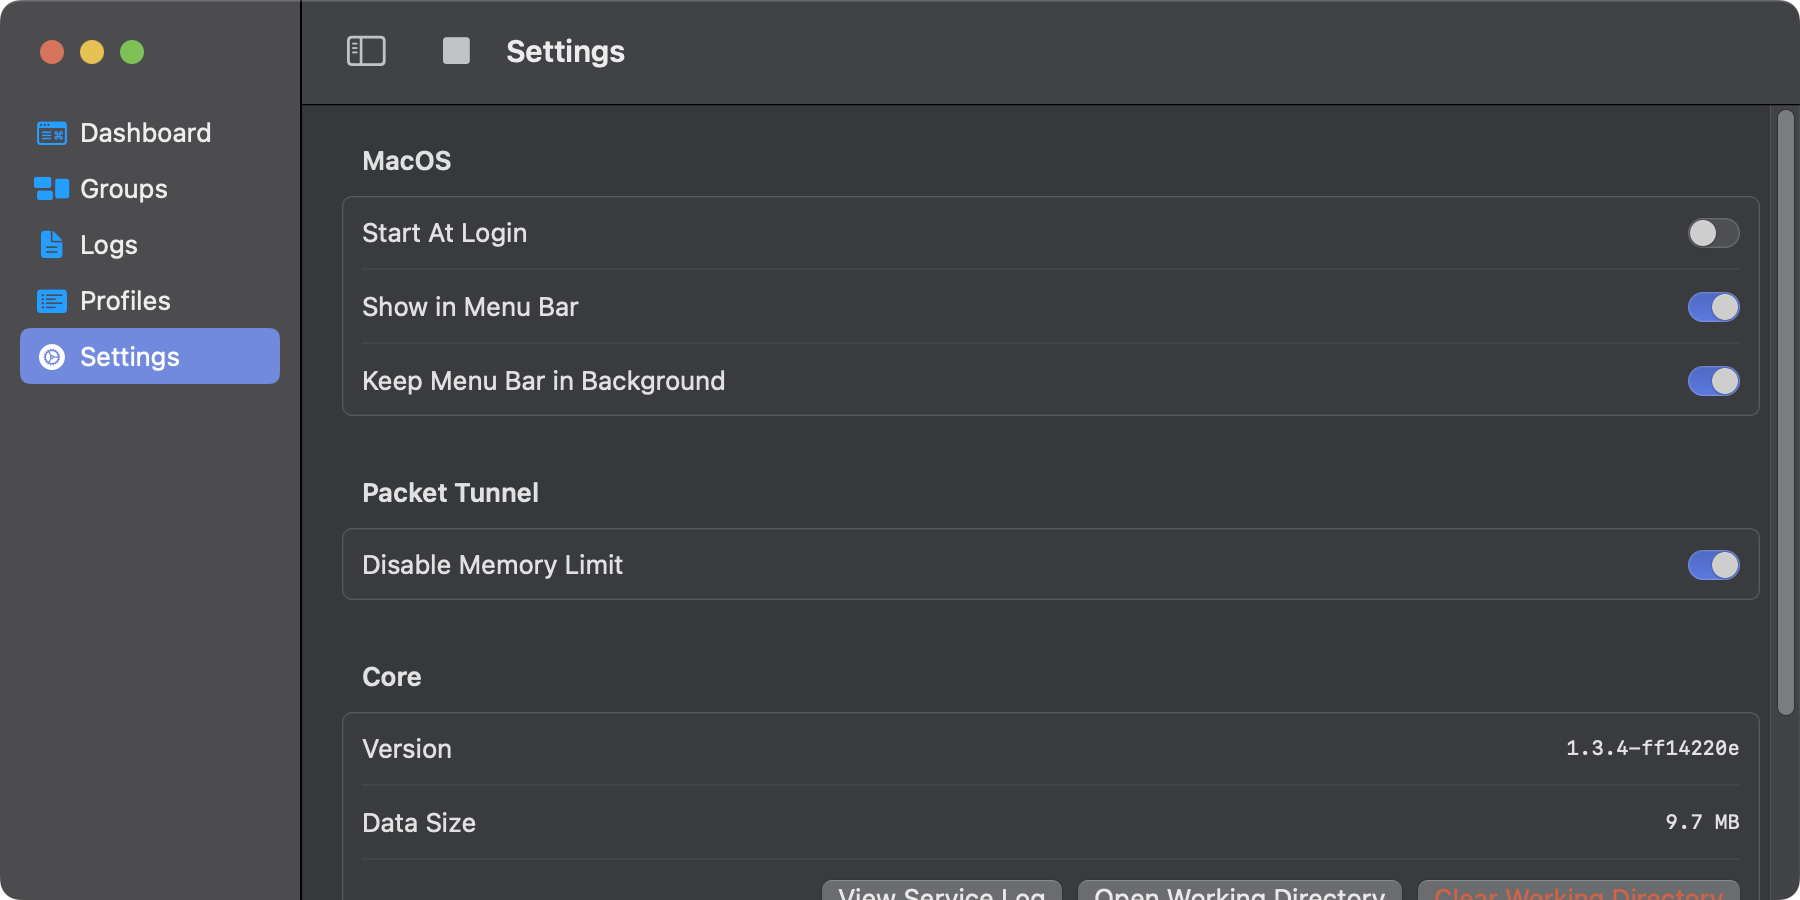 Settings
Dashboard
Groups
Logs
Profiles
Settings
MacOS
Start At Login
Show in Menu Bar
Keep Menu Bar in Background
Packet Tunnel
Disable Memory Limit
Core
Version 1.3.4-ff14220e
Data Size 9.7 MB
View Service Log Open Working Directory Clear Working Directory